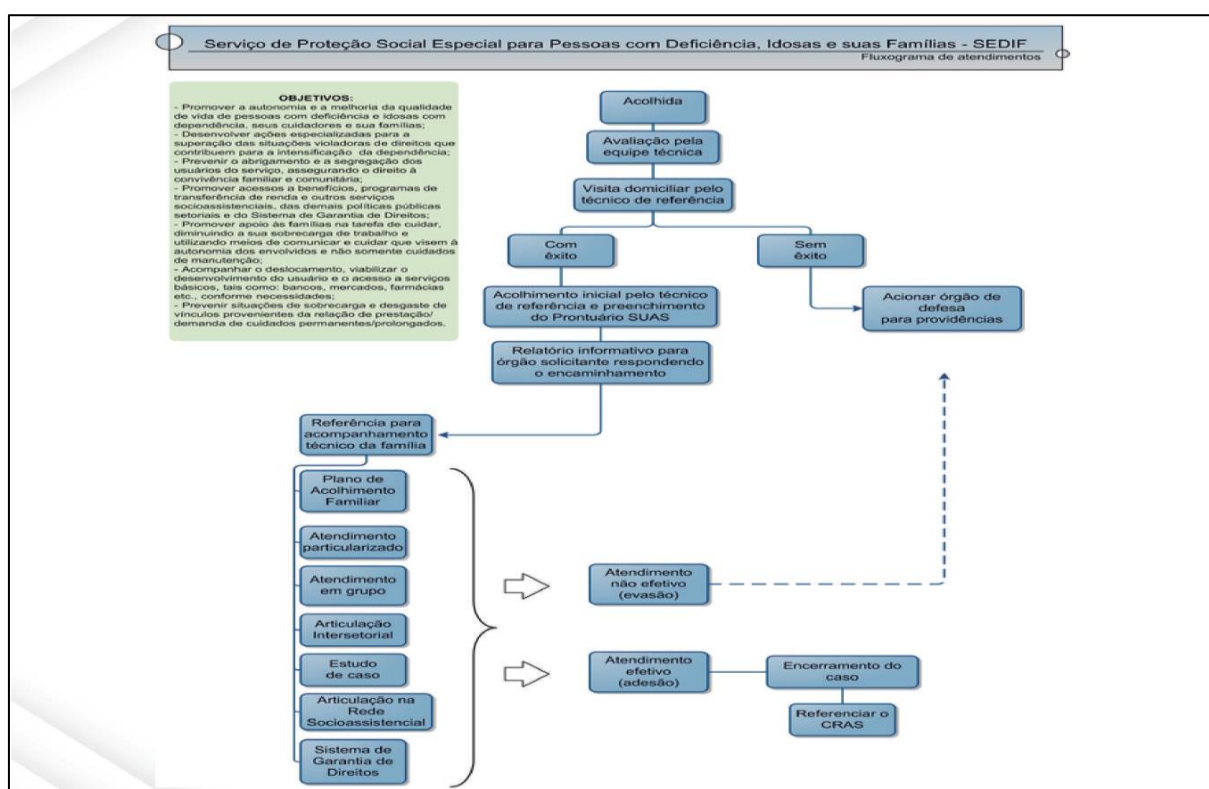 Serviço de Proteção Social Especial para Pessoas com Deficiência, Idosas e suas Famílias - SEDIF
Fluxograma de atendimentos
OBJETIVOS:
- Promover a autonomia e a melhoria da qualidade
de vida de pessoas com deficiência e idosas com
dependência, seus cuidadores e sua famílias;
- Desenvolver ações especializadas para a
superação das situações violadoras de direitos que
contribuem para a intensificação da dependência;
- Prevenir o abrigamento e a segregação dos
usuários do serviço, assegurando o direito à
convivência familiar e comunitária;
- Promover acessos a benefícios, programas de
transferência de renda e outros serviços
socioassistenciais, das demais políticas públicas
setoriais e do Sistema de Garantia de Direitos;
- Promover apoio às famílias na tarefa de cuidar,
diminuindo a sua sobrecarga de trabalho e
utilizando meios de comunicar e cuidar que visem à
autonomia dos envolvidos e não somente cuidados
de manutenção;
- Acompanhar o deslocamento, viabilizar o
desenvolvimento do usuário e o acesso a serviços
básicos, tais como: bancos, mercados, farmácias
etc., conforme necessidades;
- Prevenir situações de sobrecarga e desgaste de
vínculos provenientes da relação de prestação/
demanda de cuidados permanentes/prolongados.
Acolhida
Avaliação pela
equipe técnica
Visita domiciliar pelo
técnico de referência
Com
êxito
Sem
êxito
Acolhimento inicial pelo técnico
de referência e preenchimento
do Prontuário SUAS
Acionar órgão de
defesa
para providências
Relatório informativo para
órgão solicitante respondendo
o encaminhamento
Referência para
acompanhamento
técnico da família
Plano de
Acolhimento
Familiar
Atendimento
particularizado
Atendimento
em grupo
Articulação
Intersetorial
Estudo
de caso
Articulação na
Rede
Socioassistencial
Sistema de
Garantia de
Direitos
Atendimento
não efetivo
(evasão)
Atendimento
efetivo
(adesão)
Encerramento do
caso
Referenciar o
CRAS